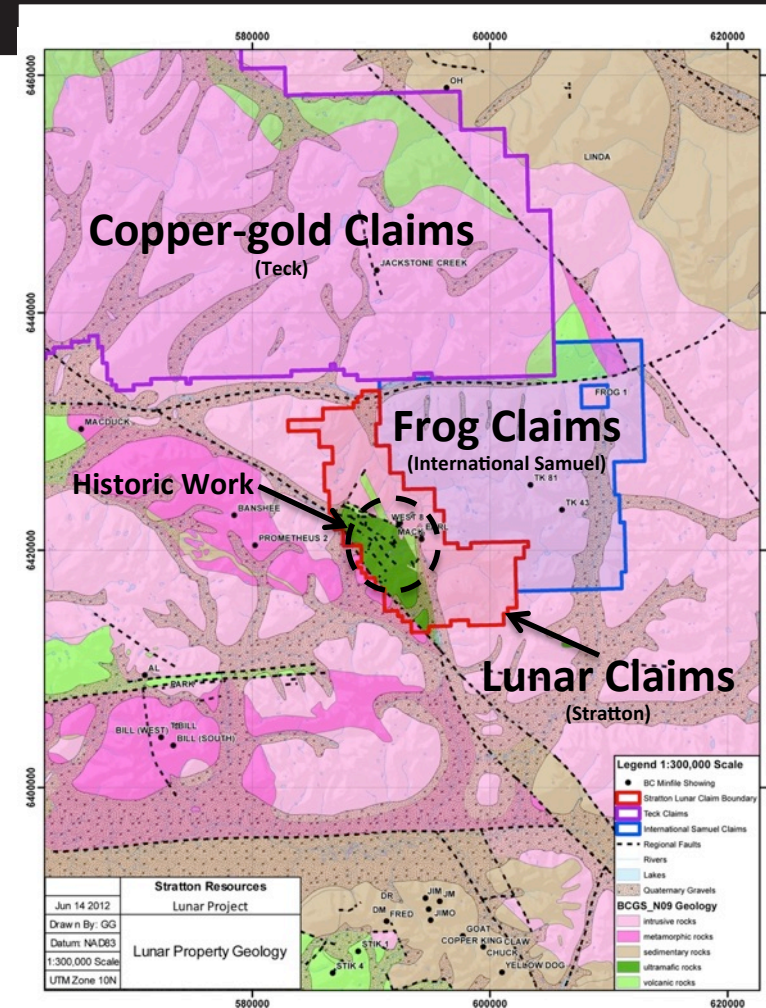 580000
600000
620000
6460000
6460000
OH
LINDA
Copper-gold Claims
(Teck)
JACKSTONE CREEK
6440000
6440000
FROG 1
MACDUCK
Frog Claims
(International Samuel)
TK 81
Historic Work
TK 43
BANSHEE
WEST 8
PROMETHEUS 2
6420000
6420000
Lunar Claims
(Stratton)
AL
PARK
BILL (WEST)
BILL (SOUTH)
6400000
6400000
Legend 1:300,000 Scale
BC Minfile Showing
Stratton Lunar Claim Boundary
Teck Claims
International Samuel Claims
Regional Faults
Rivers
Lakes
Quaternary Gravels
BCGS_N09 Geology
intrusive rocks
metamorphic rocks
sedimentary rocks
ultramafic rocks
volcanic rocks
Stratton Resources
Jun 14 2012
Lunar Project
Drawn By: GG
Datum: NAD83
Lunar Property Geology
1:300,000 Scale
UTM Zone 10N
DR
JIM
JM
DM
FRED
JIMO
GOAT
COPPER KING
CLAW
STIK 1
CHUCK
STIK 4
YELLOW DOG
580000
600000
620000